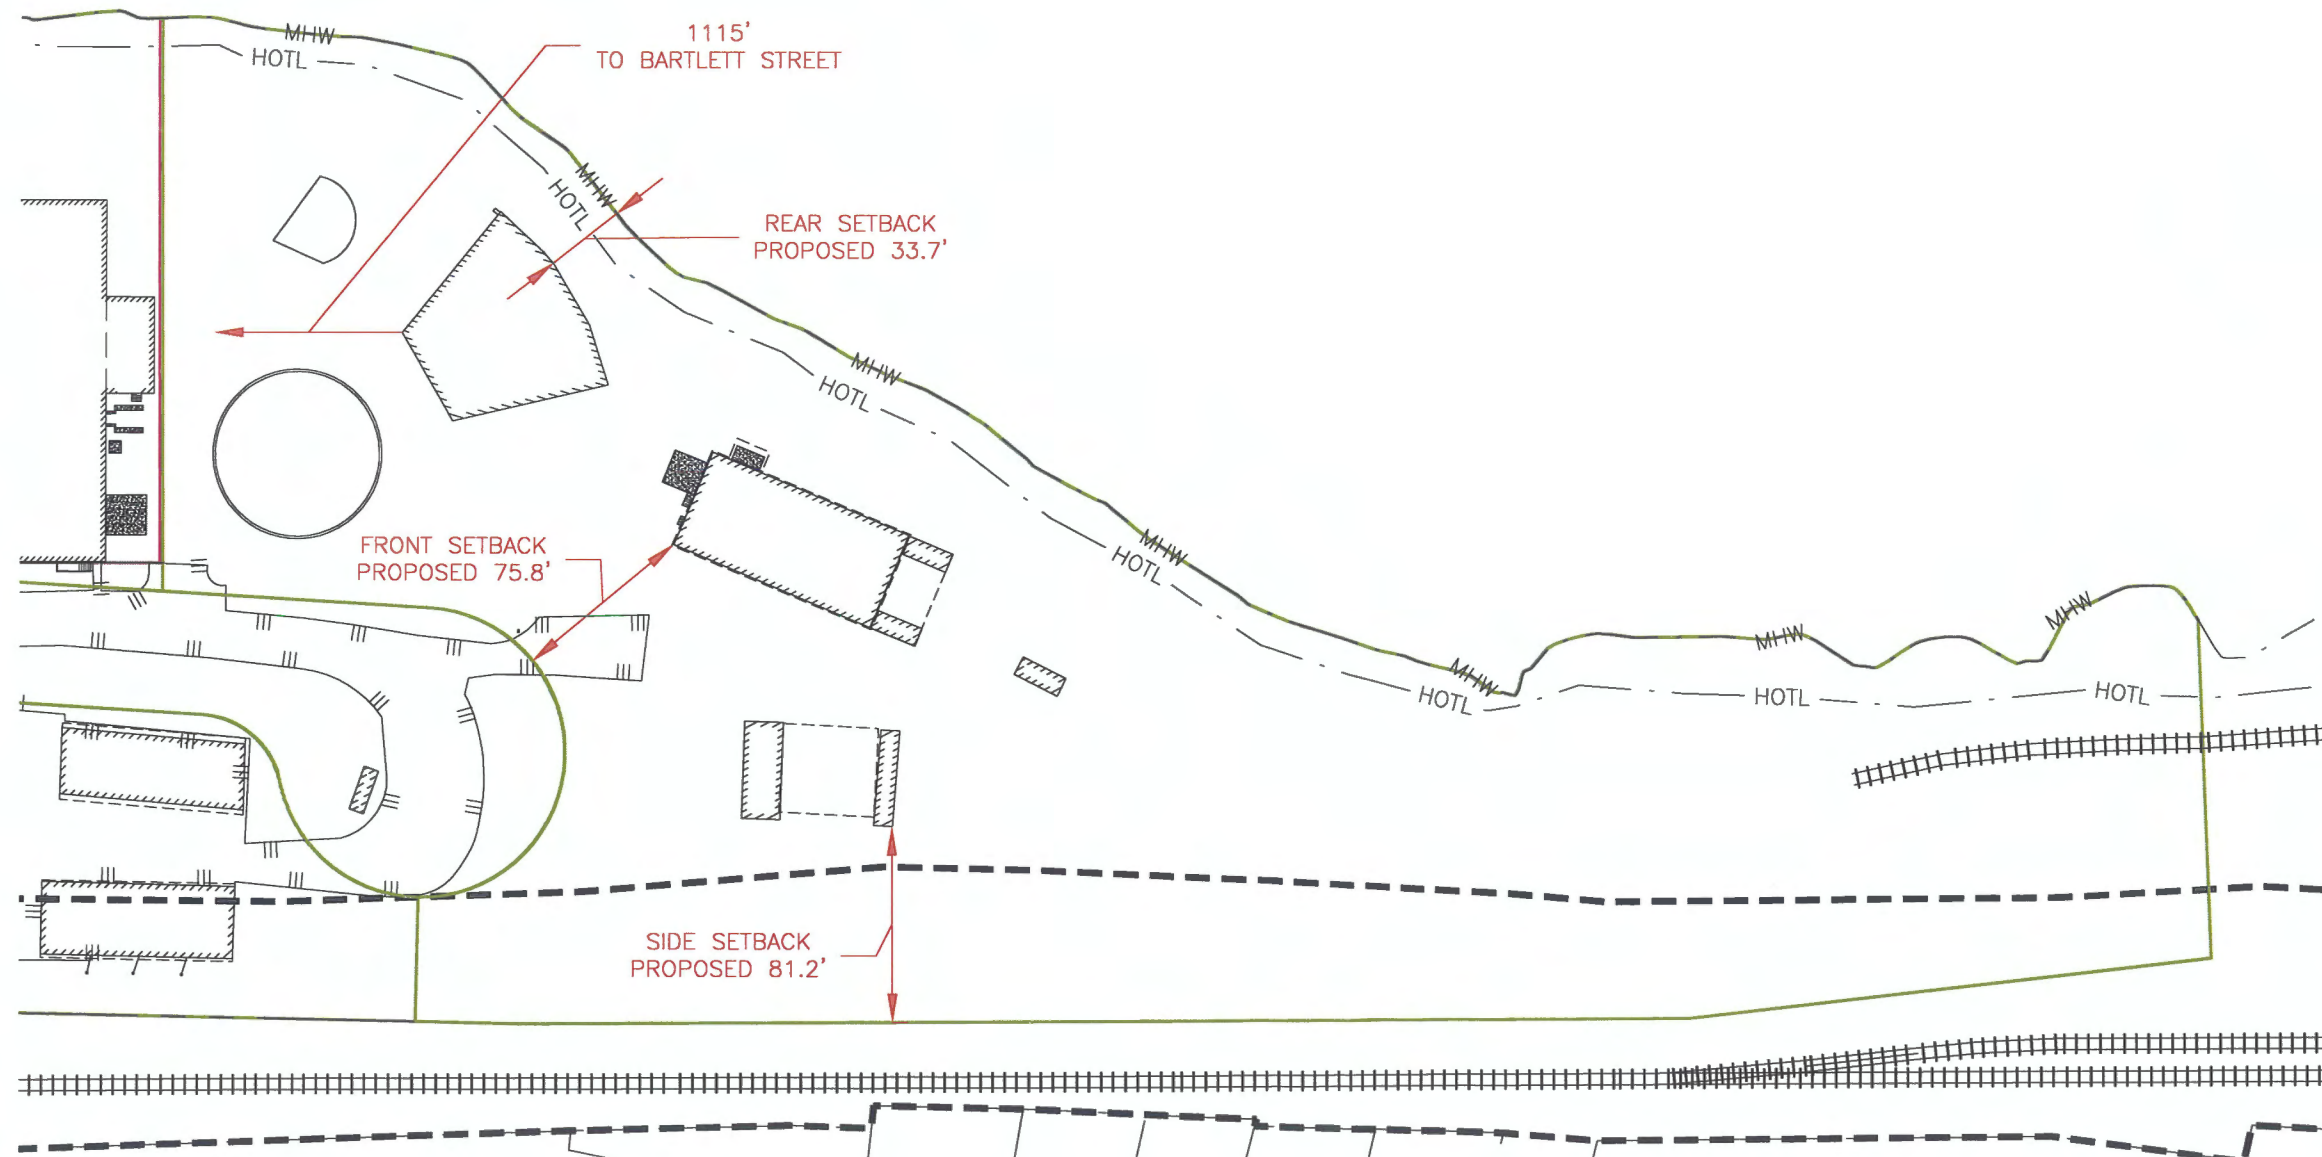 MHW
HOTL
1115'
TO BARTLETT STREET
MHW
HOTL
REAR SETBACK
PROPOSED 33.7'
MHW
HOTL
FRONT SETBACK
PROPOSED 75.8'
MHW
HOTL
MHW
HOTL
MHW
HOTL
MHW
HOTL
SIDE SETBACK
PROPOSED 81.2'